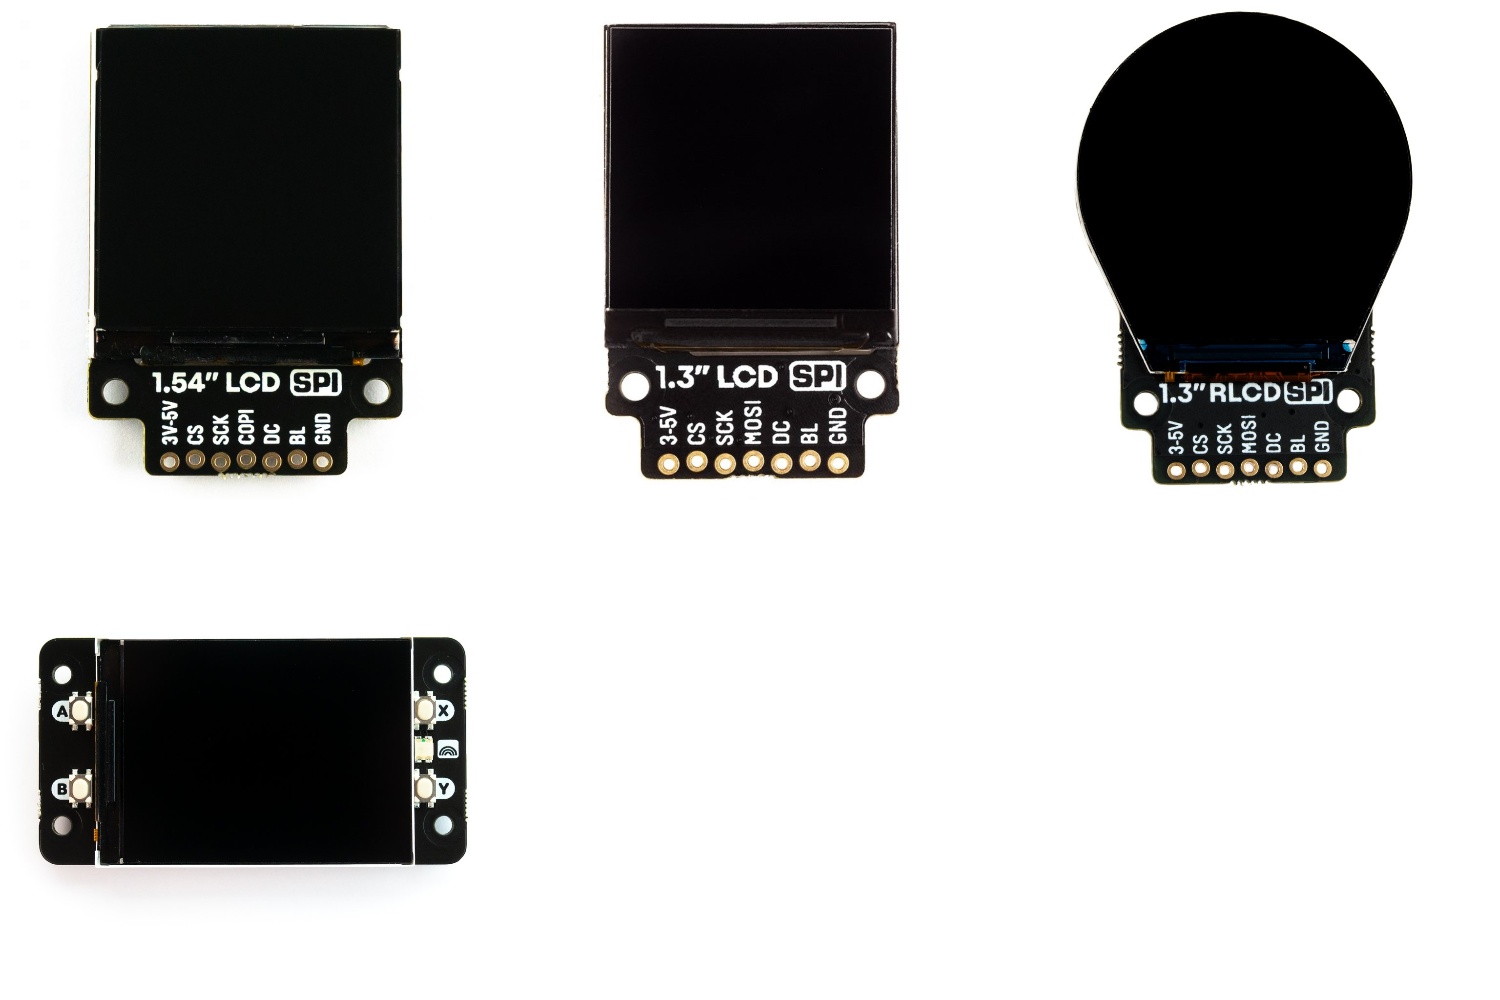 1.54" LCD SPI
3V-5V CS SCK COPI DC BL GND
1.3" LCD SPI
3-5V CS SCK MOSI DC BL GND
1.3" RLCD SPI
3-5V CS SCK MOSI DC BL GND
A X
B Y